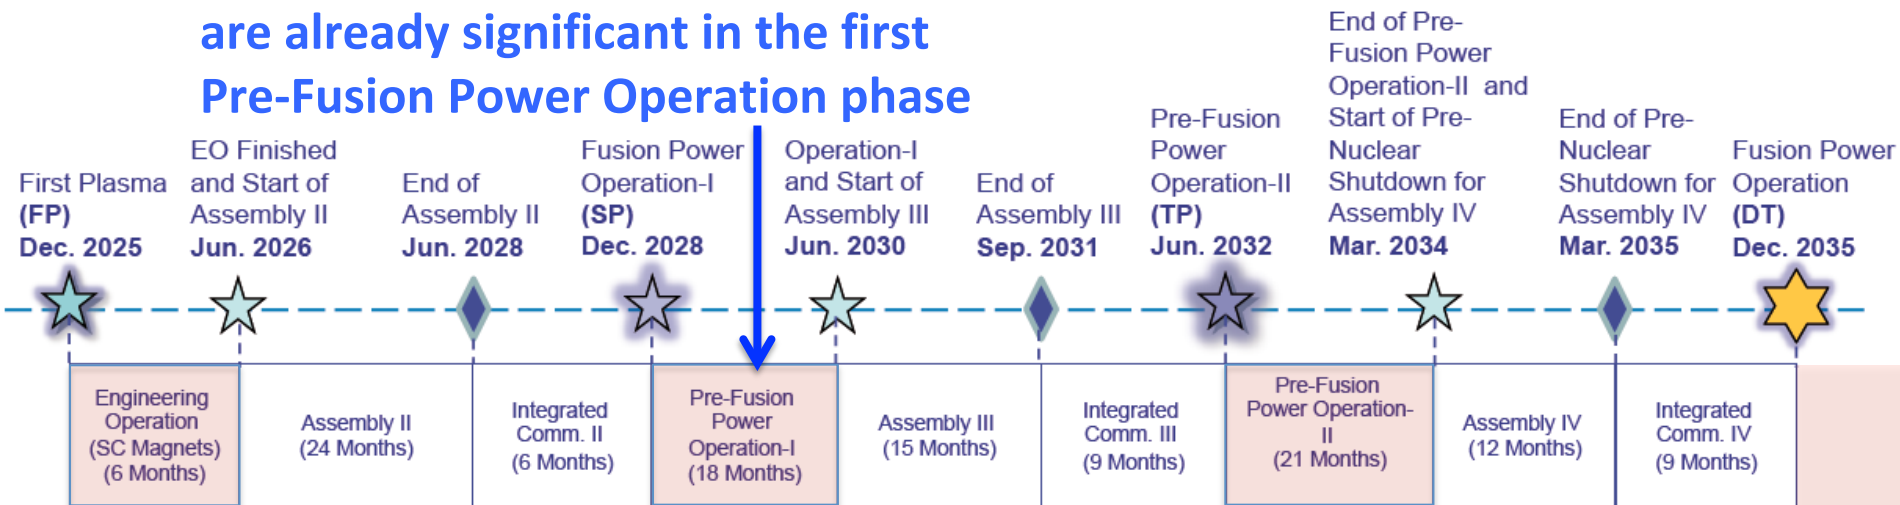 are already significant in the first
Pre-Fusion Power Operation phase
First Plasma
(FP)
Dec. 2025
EO Finished
and Start of
Assembly II
Jun. 2026
End of
Assembly II
Jun. 2028
Fusion Power
Operation-I
(SP)
Dec. 2028
Operation-I
and Start of
Assembly III
Jun. 2030
End of
Assembly III
Sep. 2031
Pre-Fusion
Power
Operation-II
(TP)
Jun. 2032
End of Pre-
Fusion Power
Operation-II and
Start of Pre-
Nuclear
Shutdown for
Assembly IV
Mar. 2034
End of Pre-
Nuclear
Shutdown for
Assembly IV
Mar. 2035
Fusion Power
Operation
(DT)
Dec. 2035
Engineering
Operation
(SC Magnets)
(6 Months)
Assembly II
(24 Months)
Integrated
Comm. II
(6 Months)
Pre-Fusion
Power
Operation-I
(18 Months)
Assembly III
(15 Months)
Integrated
Comm. III
(9 Months)
Pre-Fusion
Power Operation-
II
(21 Months)
Assembly IV
(12 Months)
Integrated
Comm. IV
(9 Months)